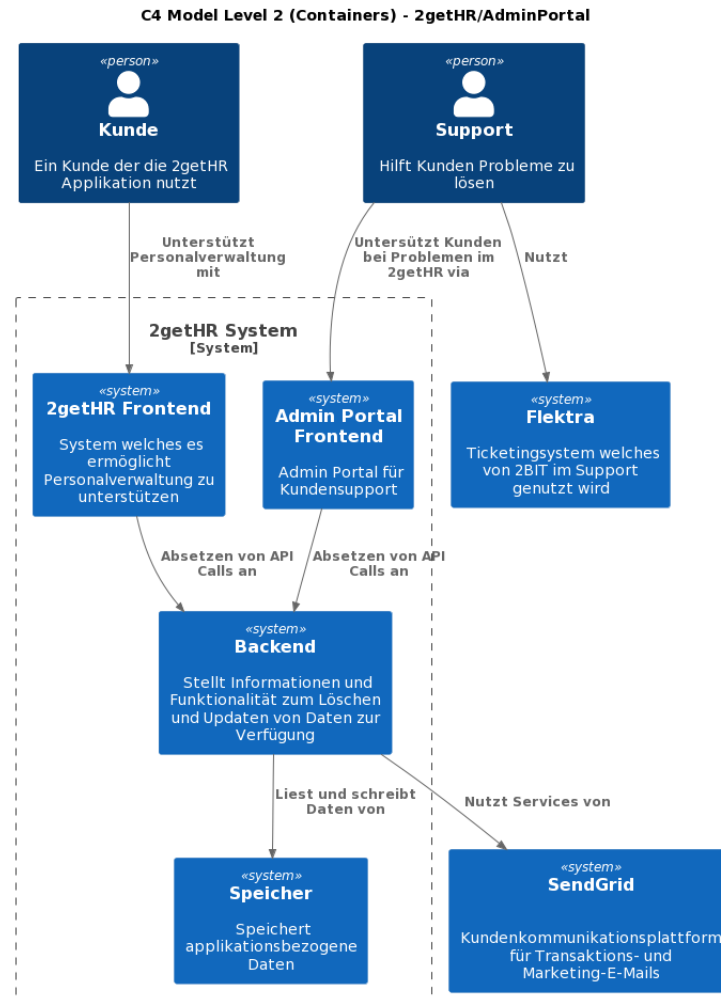 C4 Model Level 2 (Containers) - 2getHR/AdminPortal
«person»
Kunde
Ein Kunde der die 2getHR
Applikation nutzt
«person»
Support
Hilft Kunden Probleme zu
lösen
Unterstützt
Personalverwaltung
mit
Untersützt Kunden
bei Problemen im
2getHR via
Nutzt
2getHR System
[System]
«system»
2getHR Frontend
System welches es
ermöglicht
Personalverwaltung zu
unterstützen
«system»
Admin Portal
Frontend
Admin Portal für
Kundensupport
«system»
Flektra
Ticketingsystem welches
von 2BIT im Support
genutzt wird
Absetzen von API
Calls an
Absetzen von API
Calls an
«system»
Backend
Stellt Informationen und
Funktionalität zum Löschen
und Updaten von Daten zur
Verfügung
Liest und schreibt
Daten von
Nutzt Services von
«system»
Speicher
Speichert
applikationsbezogene
Daten
«system»
SendGrid
Kundenkommunikationsplattform
für Transaktions- und
Marketing-E-Mails